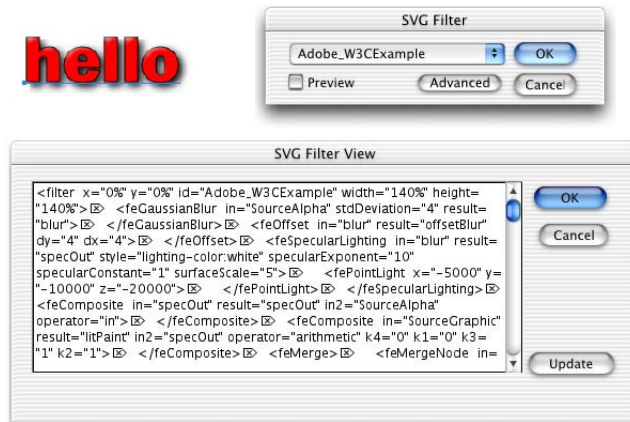 hello
SVG Filter
Adobe_W3CExample
OK
Preview
Advanced
Cancel
SVG Filter View
<filter x="0%" y="0%" id="Adobe_W3CExample" width="140%" height=
"140%"> <feGaussianBlur in="SourceAlpha" stdDeviation="4" result=
"blur"> </feGaussianBlur> <feOffset in="blur" result="offsetBlur"
dy="4" dx="4"> </feOffset> <feSpecularLighting in="blur" result=
"specOut" style="lighting-color:white" specularExponent="10"
specularConstant="1" surfaceScale="5"> <fePointLight x="-5000" y=
"-10000" z="-20000"> </fePointLight> </feSpecularLighting>
<feComposite in="specOut" result="specOut" in2="SourceAlpha"
operator="in"> </feComposite> <feComposite in="SourceGraphic"
result="litPaint" in2="specOut" operator="arithmetic" k4="0" k1="0" k3=
"1" k2="1"> </feComposite> <feMerge> <feMergeNode in=
OK
Cancel
Update